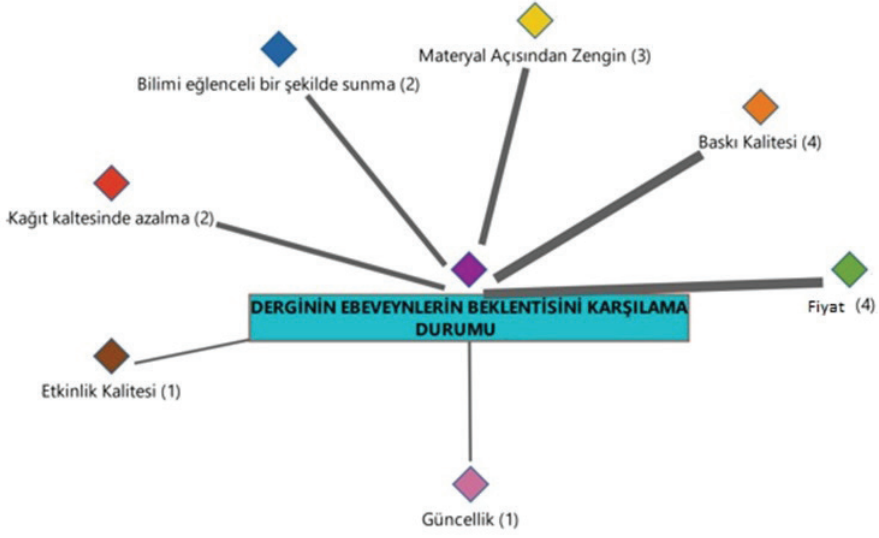 Materyal Açısından Zengin (3)
Bilimi eğlenceli bir şekilde sunma (2)
Baskı Kalitesi (4)
Kağıt kaltesinde azalma (2)
DERGİNİN EBEVEYNLERİN BEKLENTİSİNİ KARŞILAMA
DURUMU
Fiyat (4)
Etkinlik Kalitesi (1)
Güncellik (1)